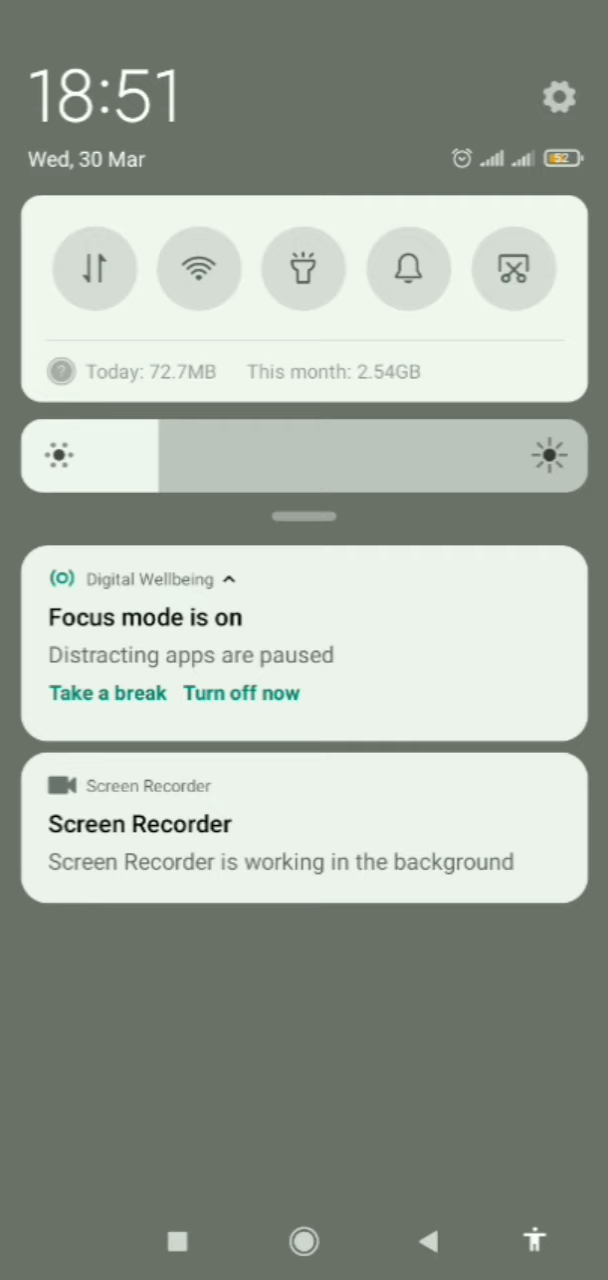 18:51
Wed, 30 Mar
52
? Today: 72.7MB This month: 2.54GB
Digital Wellbeing
Focus mode is on
Distracting apps are paused
Take a break Turn off now
Screen Recorder
Screen Recorder
Screen Recorder is working in the background